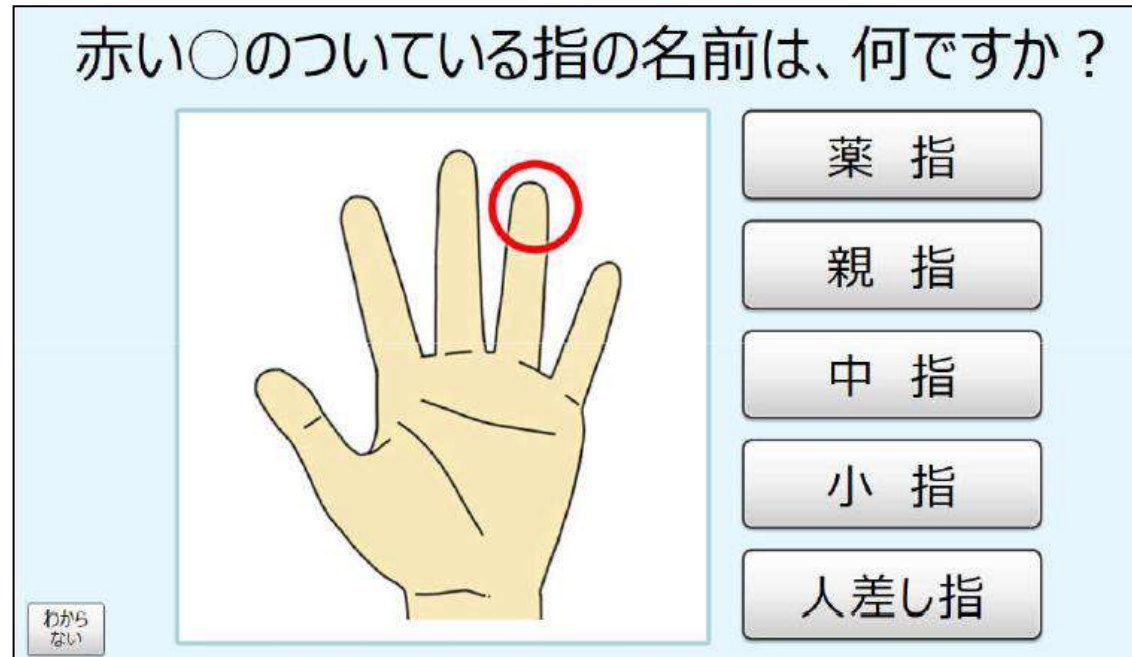 赤い○のついている指の名前は、何ですか？
薬 指
親 指
中 指
小 指
人差し指
わから
ない